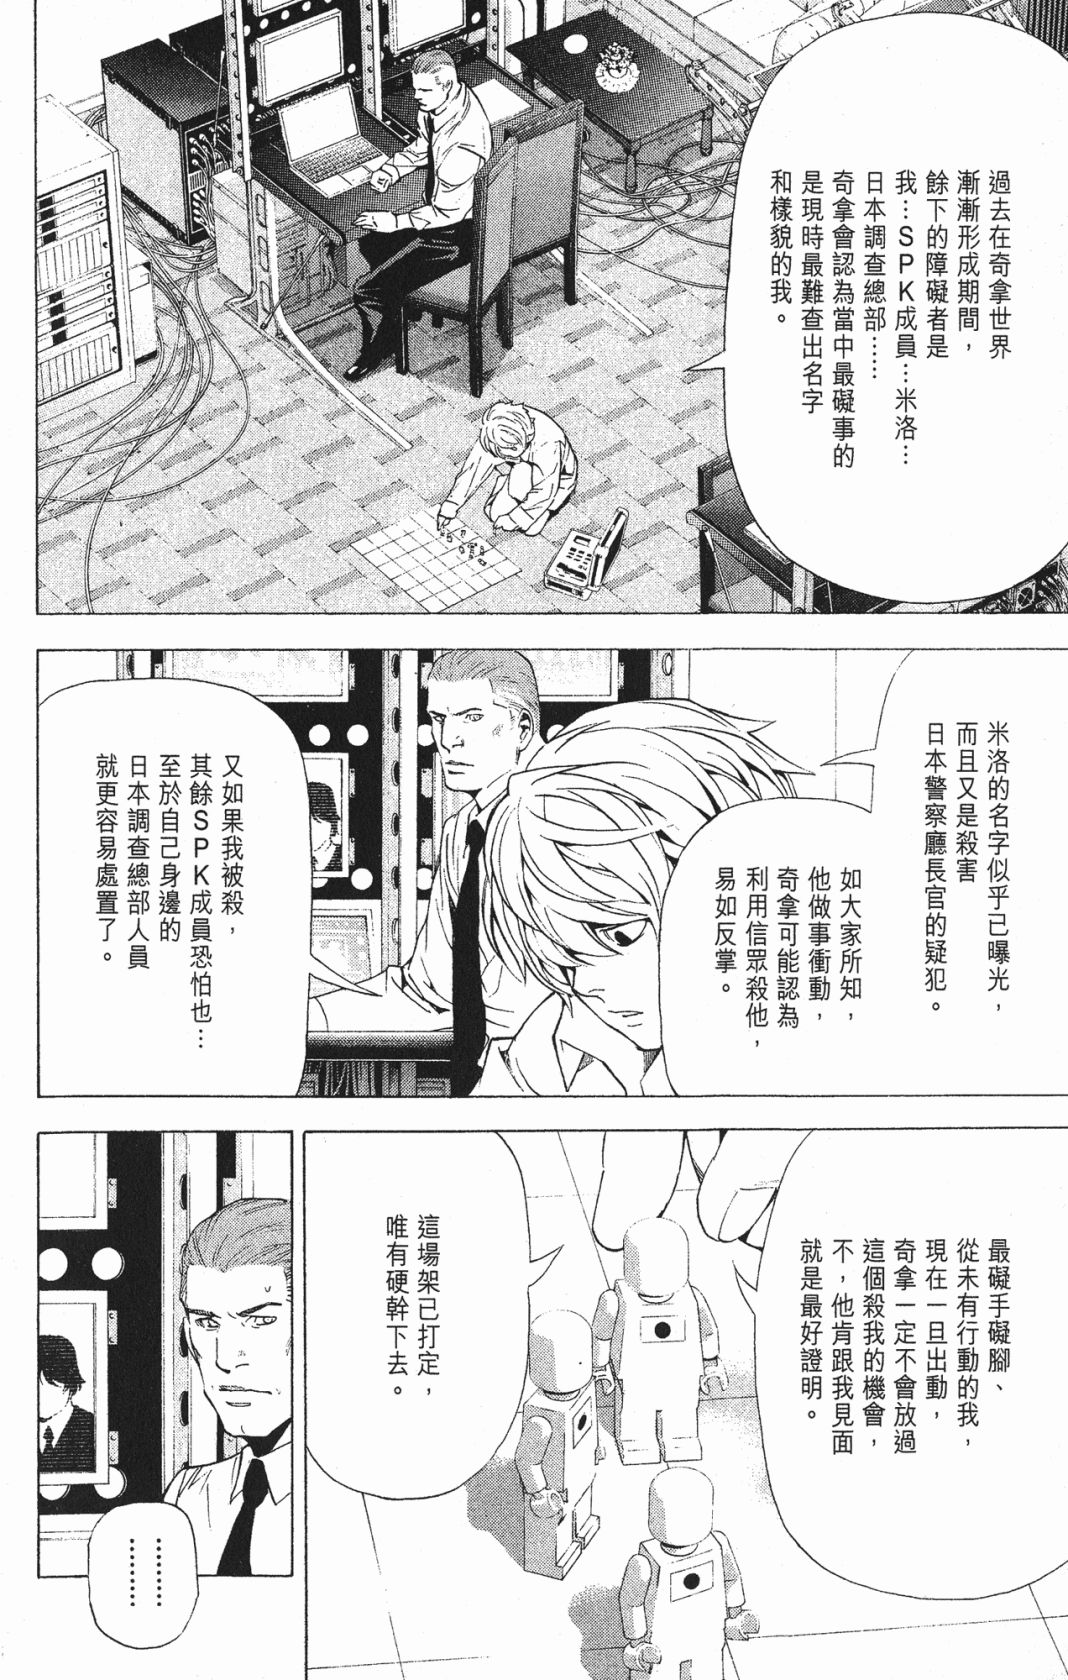 過去在奇拿世界
漸漸形成期間，
餘下的障礙者是
我…SPK成員…米洛…
日本調查總部……
奇拿會認為當中最礙事的
是現時最難查出名字
和樣貌的我。
米洛的名字似乎已曝光，
而且又是殺害
日本警察廳長官的疑犯。
如大家所知，
他做事衝動，
奇拿可能認為
利用信眾殺他，
易如反掌。
又如果我被殺，
其餘SPK成員恐怕也…
至於自己身邊的
日本調查總部人員
就更容易處置了。
最礙手礙腳、
從未有行動的我，
現在一旦出動，
奇拿一定不會放過
這個殺我的機會，
不，他肯跟我見面
就是最好證明。
這場架已打定，
唯有硬幹下去。
…………